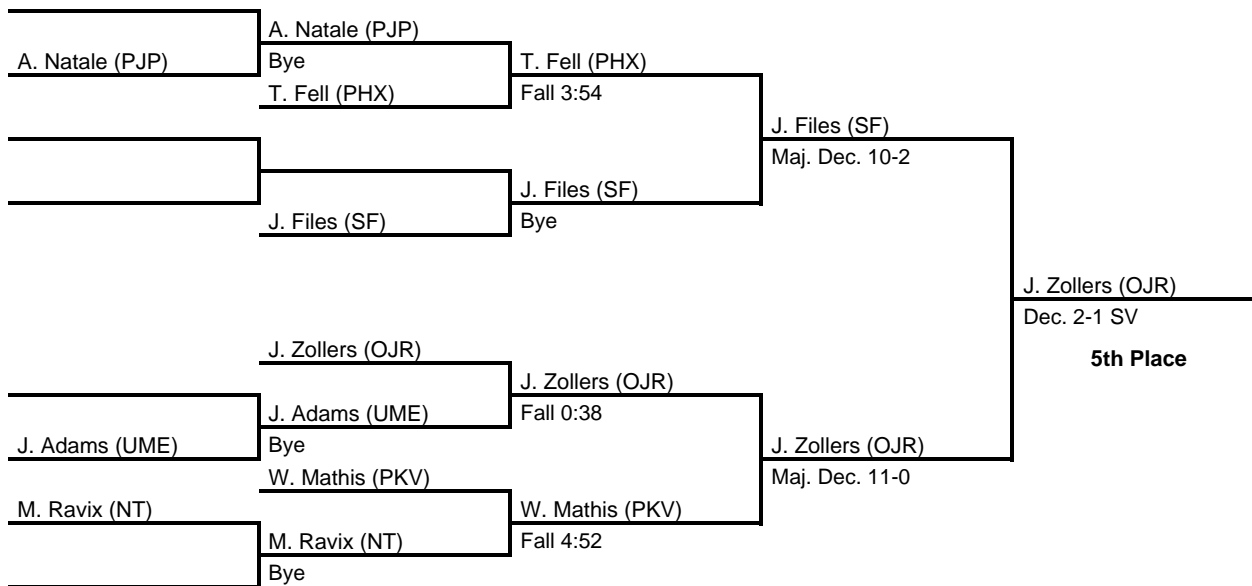 A. Natale (PJP)
A. Natale (PJP)
Bye
T. Fell (PHX)
T. Fell (PHX)
Fall 3:54
J. Files (SF)
Maj. Dec. 10-2
J. Files (SF)
J. Files (SF)
Bye
J. Zollers (OJR)
Dec. 2-1 SV
5th Place
J. Zollers (OJR)
J. Zollers (OJR)
J. Adams (UME)
Fall 0:38
J. Adams (UME)
Bye
J. Zollers (OJR)
W. Mathis (PKV)
Maj. Dec. 11-0
M. Ravix (NT)
W. Mathis (PKV)
M. Ravix (NT)
Fall 4:52
Bye